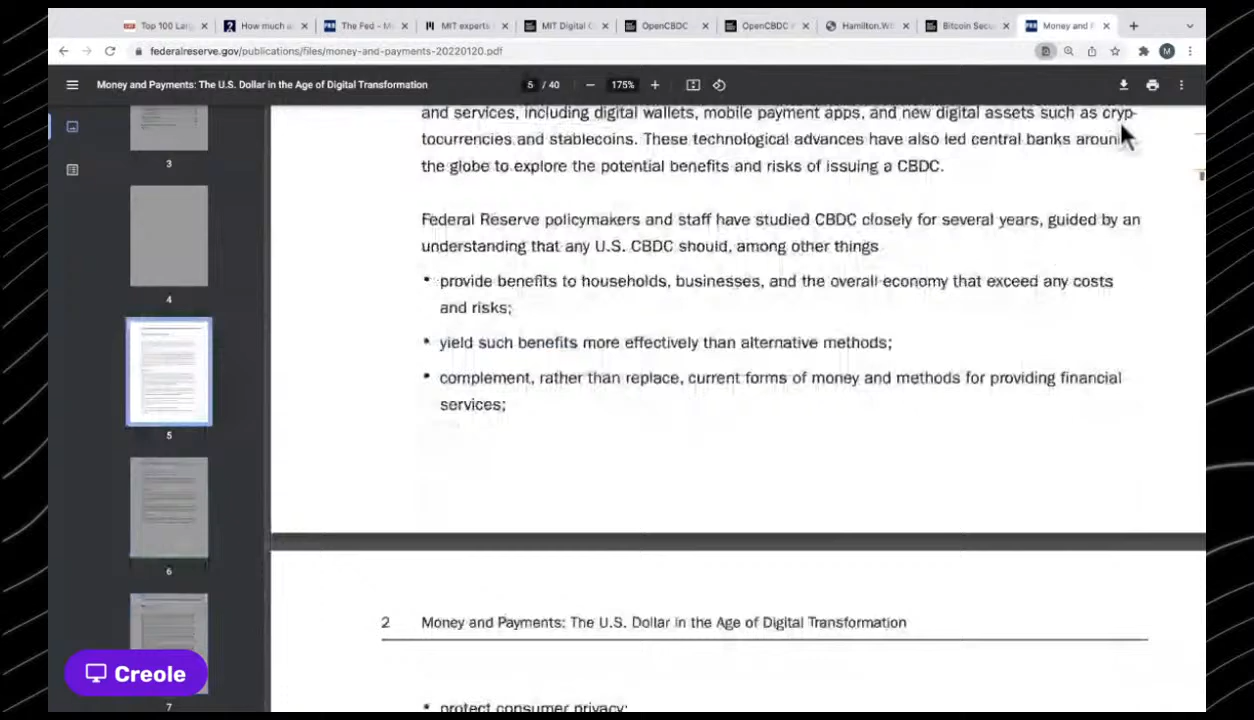 Top 100 Larg
How much a
The Fed - M
MIT experts
MIT Digital C
OpenCBDC
OpenCBDC
Hamilton.W
Bitcoin Secu
Money and P
federalreserve.gov/publications/files/money-and-payments-20220120.pdf
M
Money and Payments: The U.S. Dollar in the Age of Digital Transformation
5 / 40
175%
and services, including digital wallets, mobile payment apps, and new digital assets such as cryp-
tocurrencies and stablecoins. These technological advances have also led central banks aroun
the globe to explore the potential benefits and risks of issuing a CBDC.
Federal Reserve policymakers and staff have studied CBDC closely for several years, guided by an
understanding that any U.S. CBDC should, among other things
• provide benefits to households, businesses, and the overall economy that exceed any costs
and risks;
• yield such benefits more effectively than alternative methods;
• complement, rather than replace, current forms of money and methods for providing financial
services;
2 Money and Payments: The U.S. Dollar in the Age of Digital Transformation
• protect consumer privacy;
3
4
5
6
7
Creole